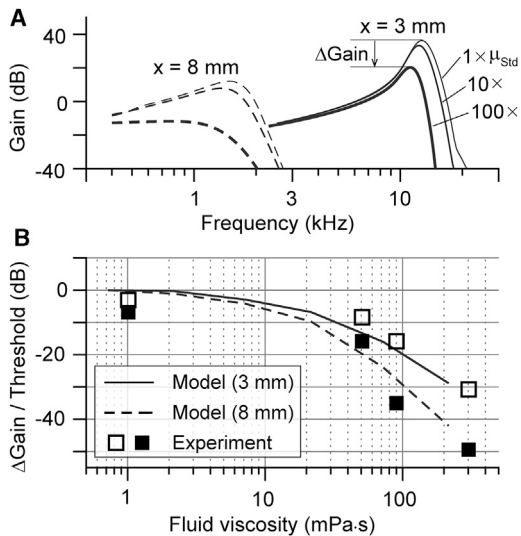 A
x = 3 mm
x = 8 mm
ΔGain
1× μStd
10×
100×
Gain (dB)
40
0
-40
1
3
10
Frequency (kHz)
B
ΔGain / Threshold (dB)
0
-20
-40
Model (3 mm)
Model (8 mm)
Experiment
1
10
100
Fluid viscosity (mPa·s)